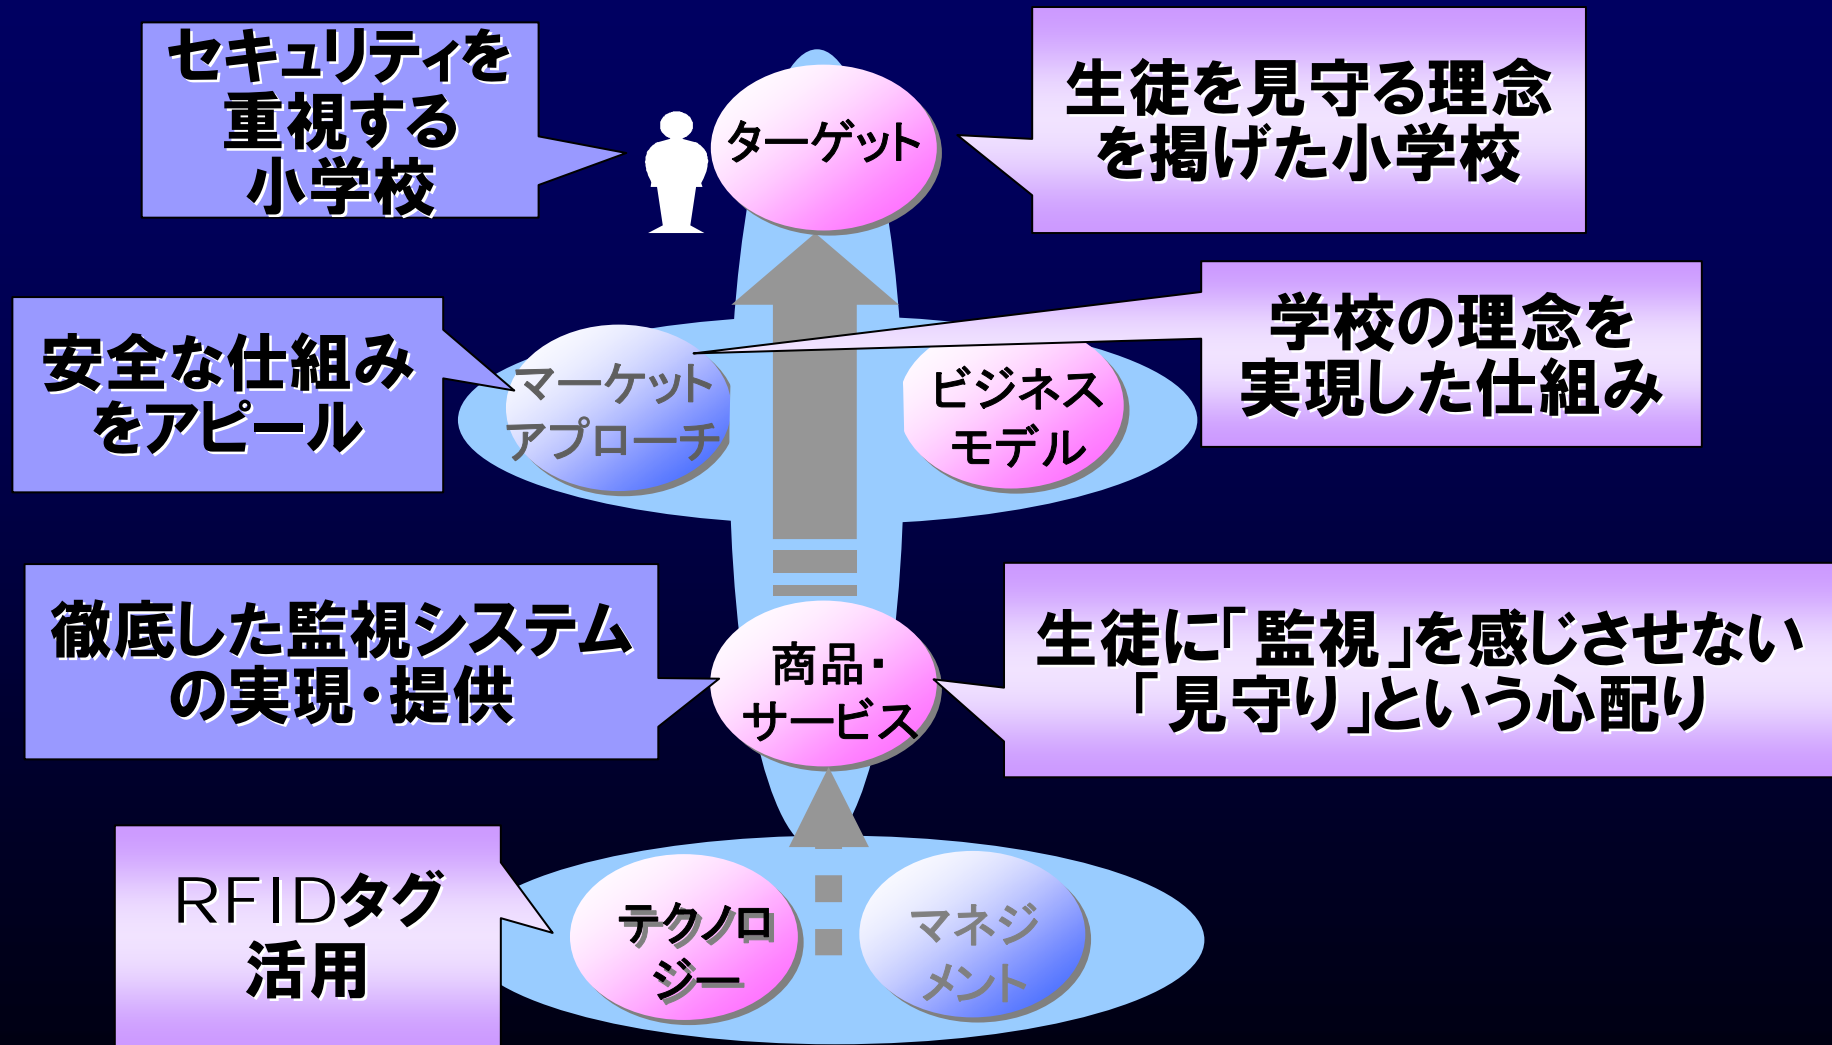 セキュリティを
重視する
小学校
ターゲット
生徒を見守る理念
を掲げた小学校
安全な仕組み
をアピール
マーケット
アプローチ
ビジネス
モデル
学校の理念を
実現した仕組み
徹底した監視システム
の実現・提供
商品・
サービス
生徒に「監視」を感じさせない
「見守り」という心配り
RFIDタグ
活用
テクノロ
ジー
マネジ
メント